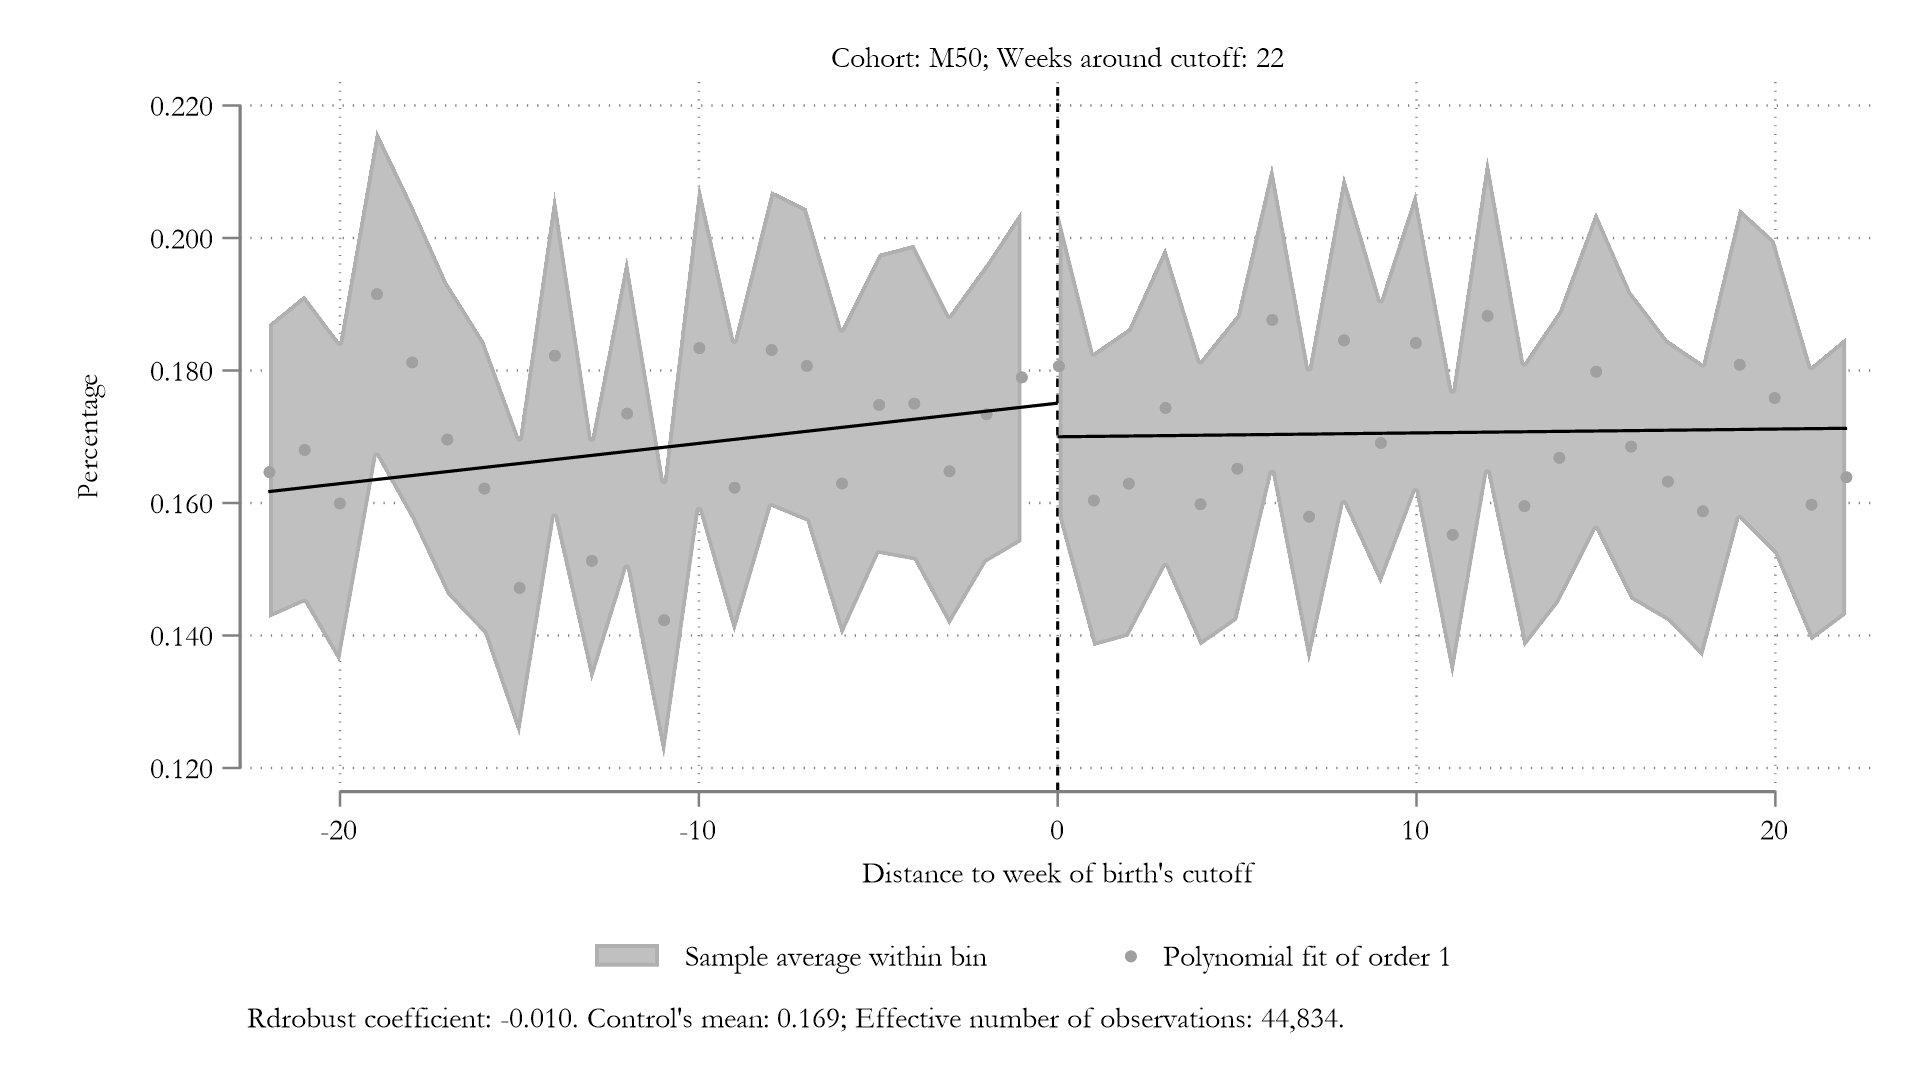 Cohort: M50; Weeks around cutoff: 22
0.220
0.200
0.180
0.160
0.140
0.120
Percentage
-20 -10 0 10 20
Distance to week of birth's cutoff
Sample average within bin Polynomial fit of order 1
Rdrobust coefficient: -0.010. Control's mean: 0.169; Effective number of observations: 44,834.